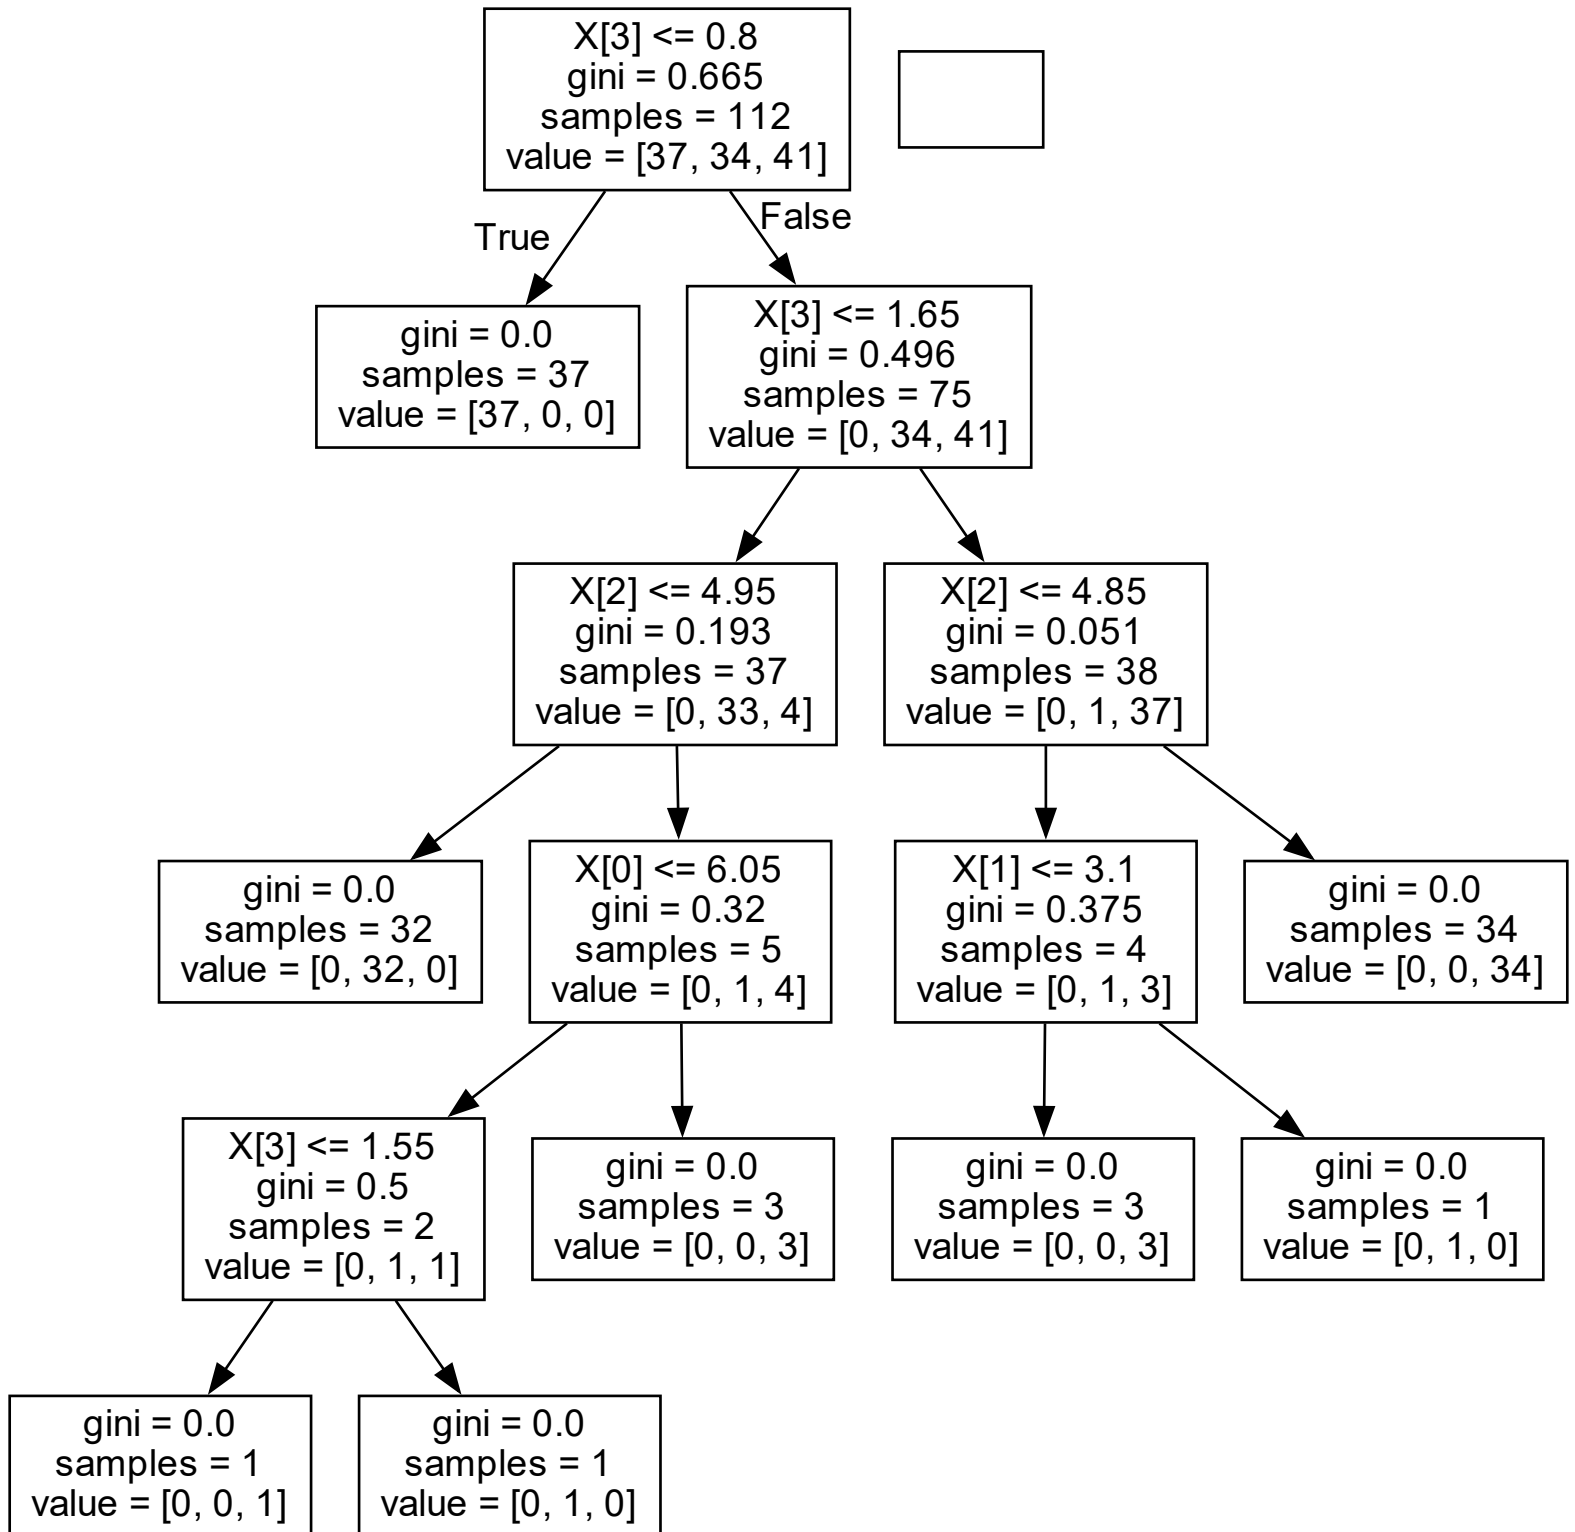 X[3] <= 0.8
gini = 0.665
samples = 112
value = [37, 34, 41]
True
False
gini = 0.0
samples = 37
value = [37, 0, 0]
X[3] <= 1.65
gini = 0.496
samples = 75
value = [0, 34, 41]
X[2] <= 4.95
gini = 0.193
samples = 37
value = [0, 33, 4]
X[2] <= 4.85
gini = 0.051
samples = 38
value = [0, 1, 37]
gini = 0.0
samples = 32
value = [0, 32, 0]
X[0] <= 6.05
gini = 0.32
samples = 5
value = [0, 1, 4]
X[1] <= 3.1
gini = 0.375
samples = 4
value = [0, 1, 3]
gini = 0.0
samples = 34
value = [0, 0, 34]
X[3] <= 1.55
gini = 0.5
samples = 2
value = [0, 1, 1]
gini = 0.0
samples = 3
value = [0, 0, 3]
gini = 0.0
samples = 3
value = [0, 0, 3]
gini = 0.0
samples = 1
value = [0, 1, 0]
gini = 0.0
samples = 1
value = [0, 0, 1]
gini = 0.0
samples = 1
value = [0, 1, 0]